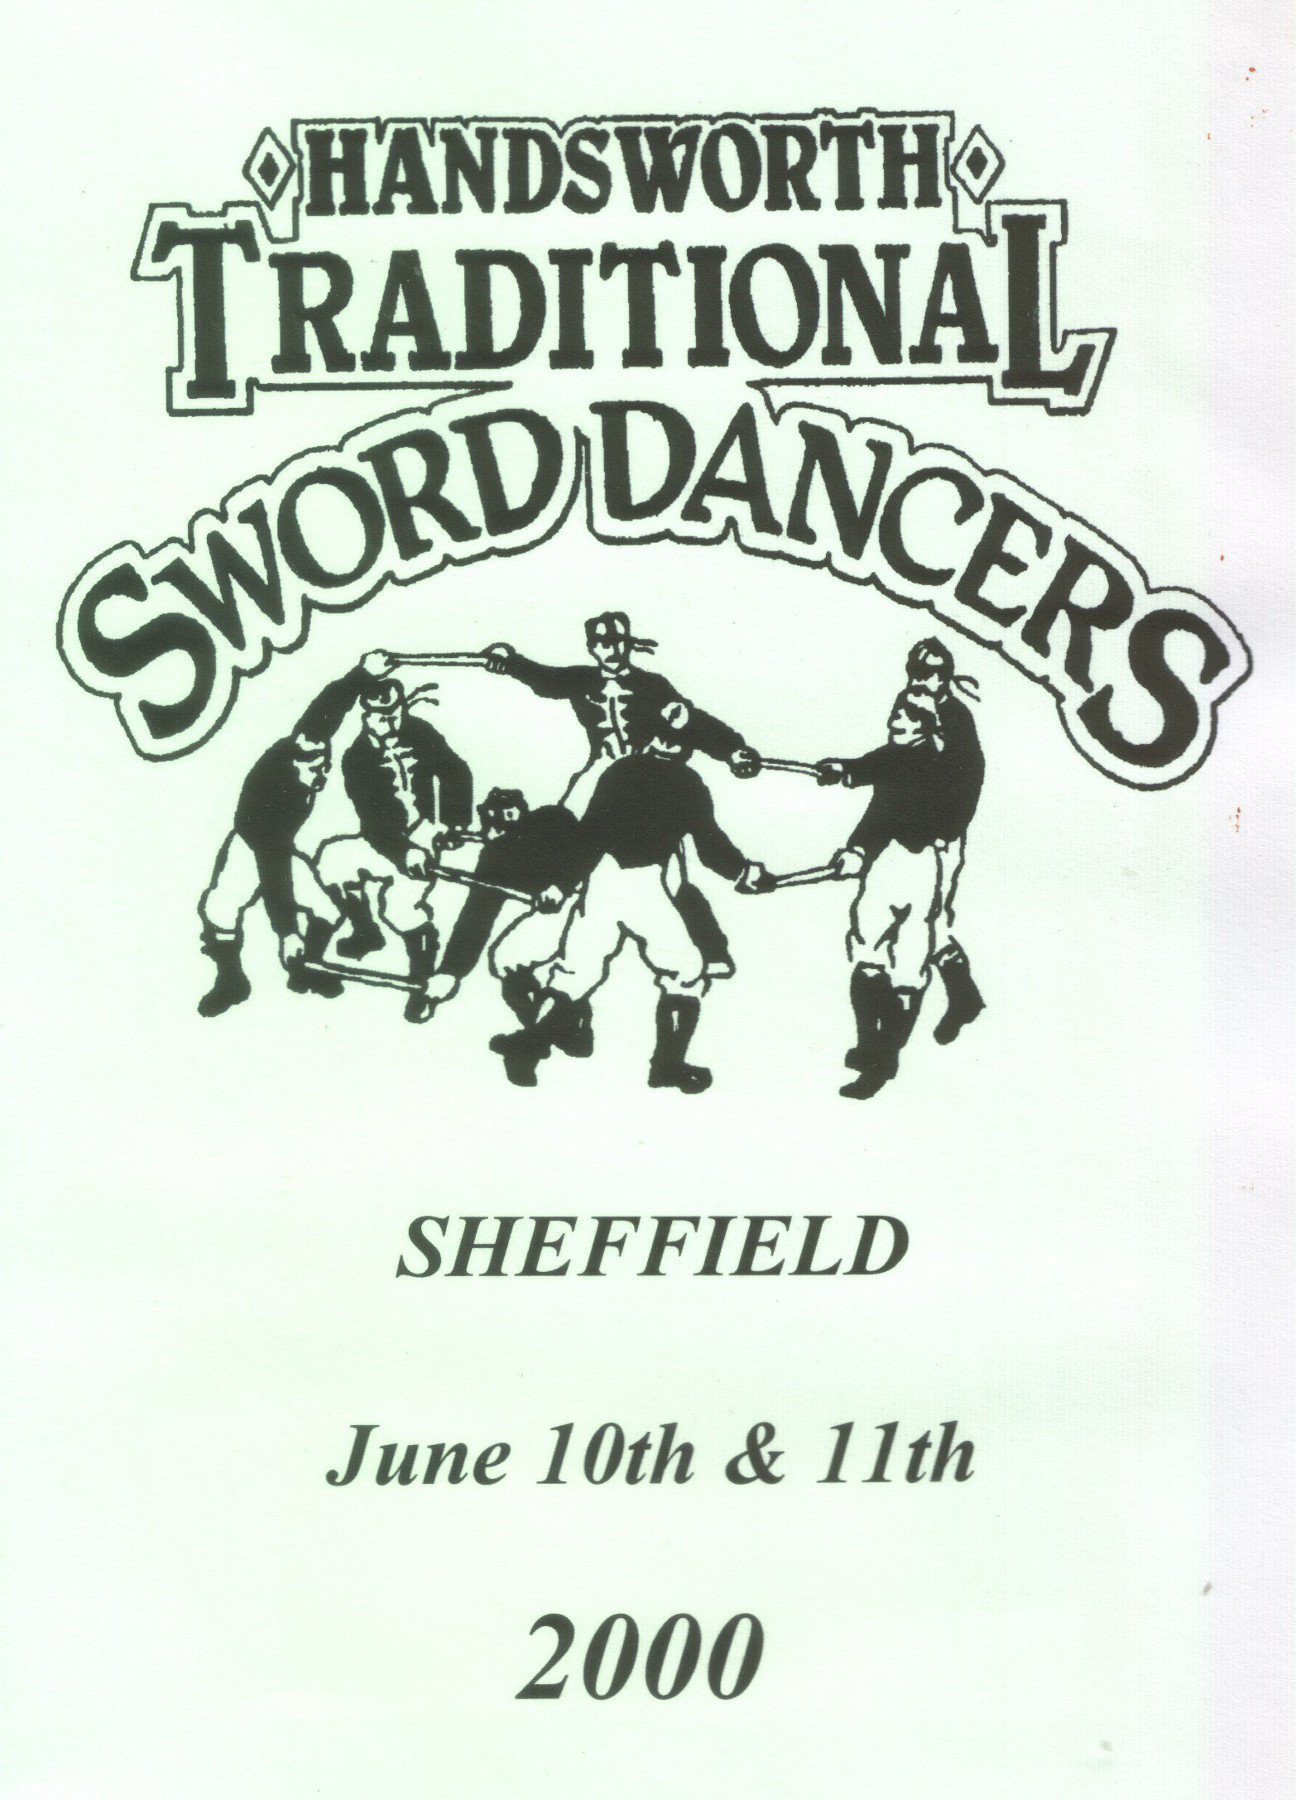 HANDSWORTH
TRADITIONAL
SWORD DANCERS
SHEFFIELD
June 10th & 11th
2000